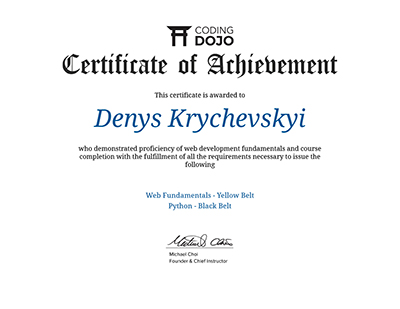 CODING
DOJO
Certificate of Achievement
This certificate is awarded to
Denys Krychevskyi
who demonstrated proficiency of web development fundamentals and course
completion with the fulfillment of all the requirements necessary to issue the
following
Web Fundamentals - Yellow Belt
Python - Black Belt
Michael Choi
Founder & Chief Instructor